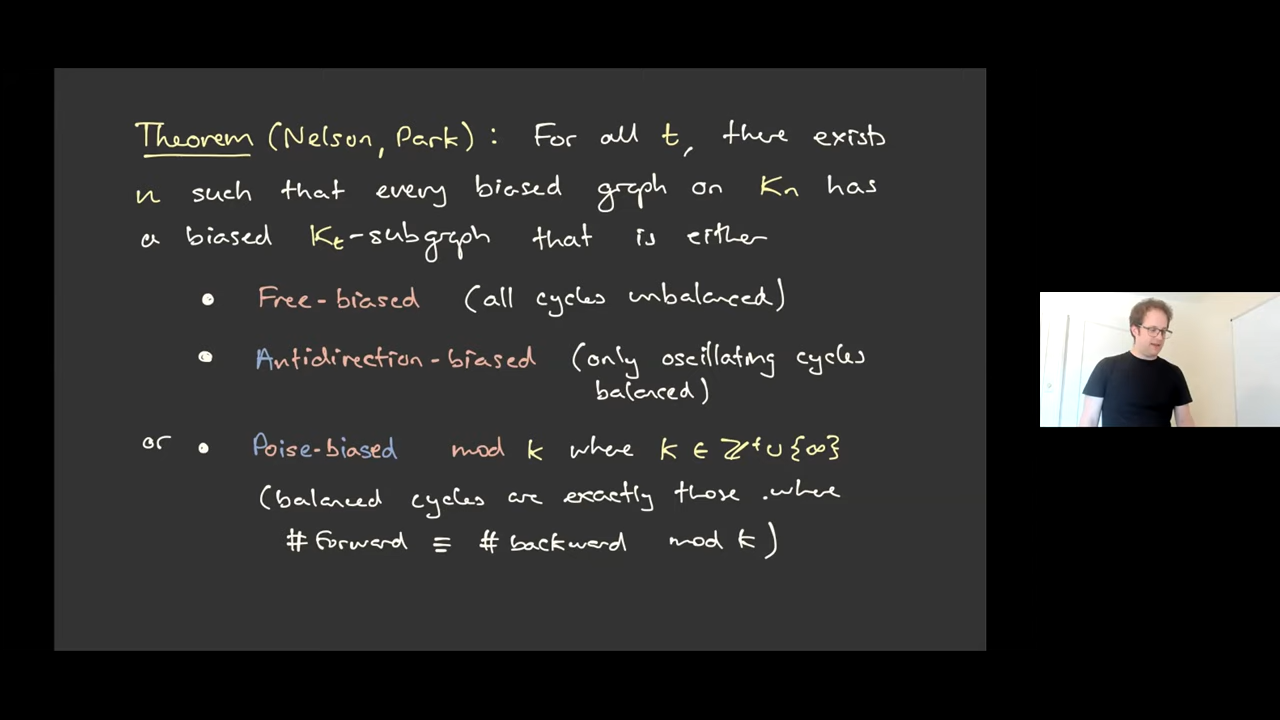 Theorem (Nelson, Park) : For all t, there exists
n such that every biased graph on Kn has
a biased Kt-subgraph that is either
• Free-biased (all cycles unbalanced)
• Antidirection-biased (only oscillating cycles
balanced)
or • Poise-biased mod k where k ∈ ℤ⁺ ∪ {∞}
(balanced cycles are exactly those where
# forward ≡ # backward mod k)